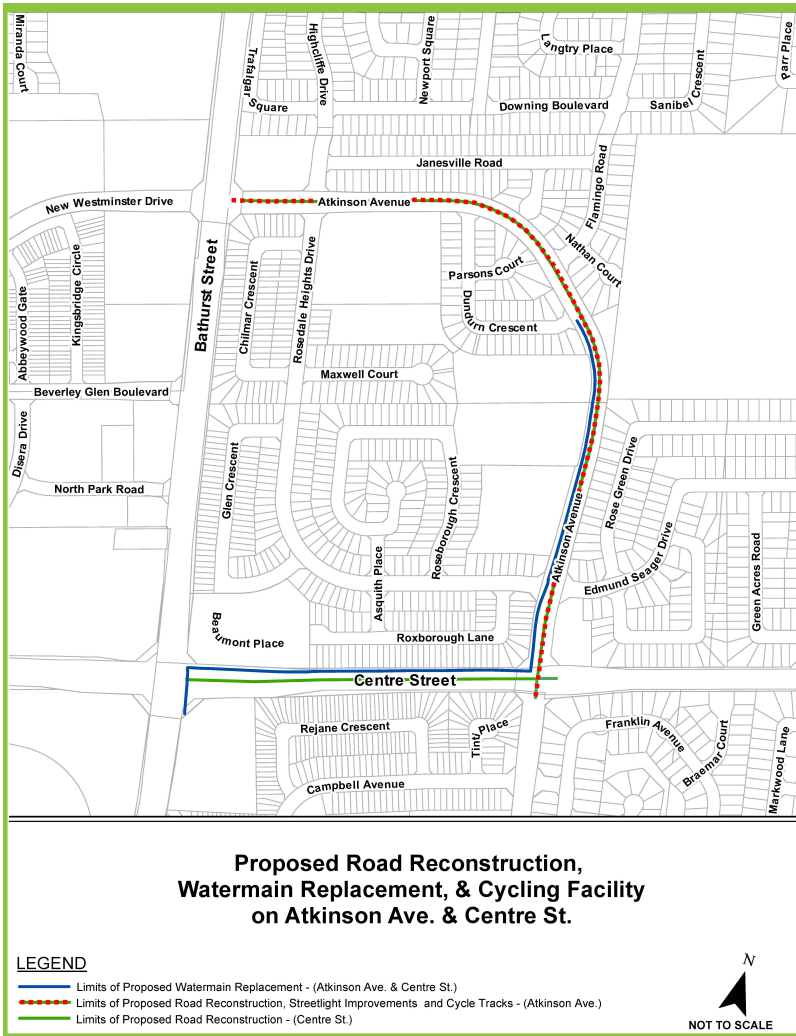 Miranda Court
Trafalgar Square
Highcliffe Drive
Newport Square
Langtry Place
Downing Boulevard
Sanibel Crescent
Parr Place
Janesville Road
Flamingo Road
New Westminster Drive
Atkinson Avenue
Bathurst Street
Nathan Court
Parsons Court
Dundurn Crescent
Abbeywood Gate
Kingsbridge Circle
Chilmar Crescent
Rosedale Heights Drive
Beverley Glen Boulevard
Maxwell Court
Disera Drive
North Park Road
Glen Crescent
Roseborough Crescent
Asquith Place
Atkinson Avenue
Rose Green Drive
Edmund Seager Drive
Green Acres Road
Beaumont Place
Roxborough Lane
Centre Street
Rejane Crescent
Tint Place
Franklin Avenue
Braemar Court
Markwood Lane
Campbell Avenue
Proposed Road Reconstruction,
Watermain Replacement, & Cycling Facility
on Atkinson Ave. & Centre St.
LEGEND
Limits of Proposed Watermain Replacement - (Atkinson Ave. & Centre St.)
Limits of Proposed Road Reconstruction, Streetlight Improvements and Cycle Tracks - (Atkinson Ave.)
Limits of Proposed Road Reconstruction - (Centre St.)
N
NOT TO SCALE